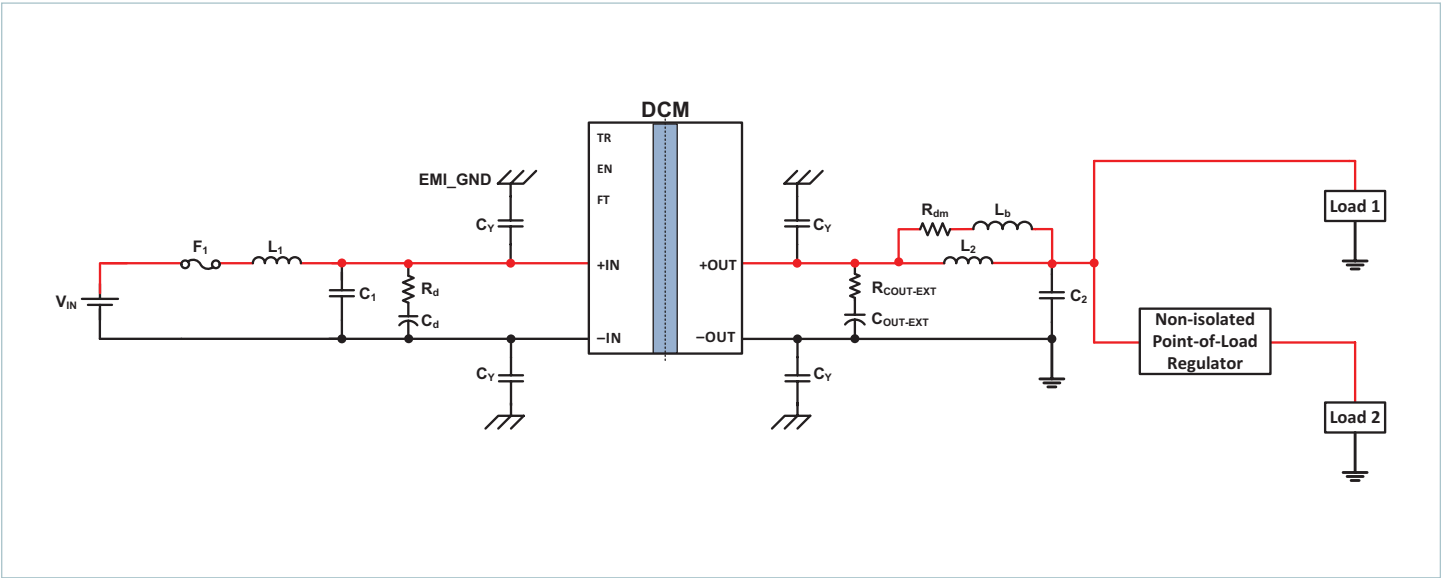 DCM
TR
EN
FT
+IN
–IN
+OUT
–OUT
EMI_GND
CY
CY
CY
CY
F1
L1
VIN
C1
Rd
Cd
RCOUT-EXT
COUT-EXT
Rdm
Lb
L2
C2
Load 1
Non-isolated
Point-of-Load
Regulator
Load 2